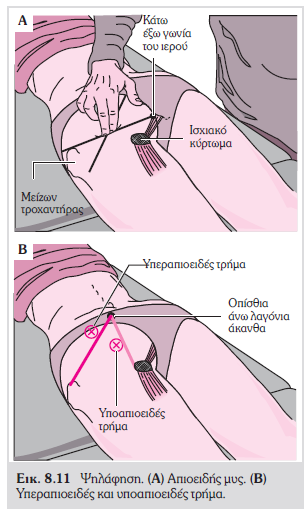 A
Κάτω
έξω γωνία
του ιερού
Ισχιακό
κύρτωμα
Μείζων
τροχαντήρας
B
Υπεραπιοειδές τρήμα
Οπίσθια
άνω λαγόνια
άκανθα
Υποαπιοειδές
τρήμα
Εικ. 8.11 Ψηλάφηση. (A) Απιοειδής μυς. (B)
Υπεραπιοειδές και υποαπιοειδές τρήμα.